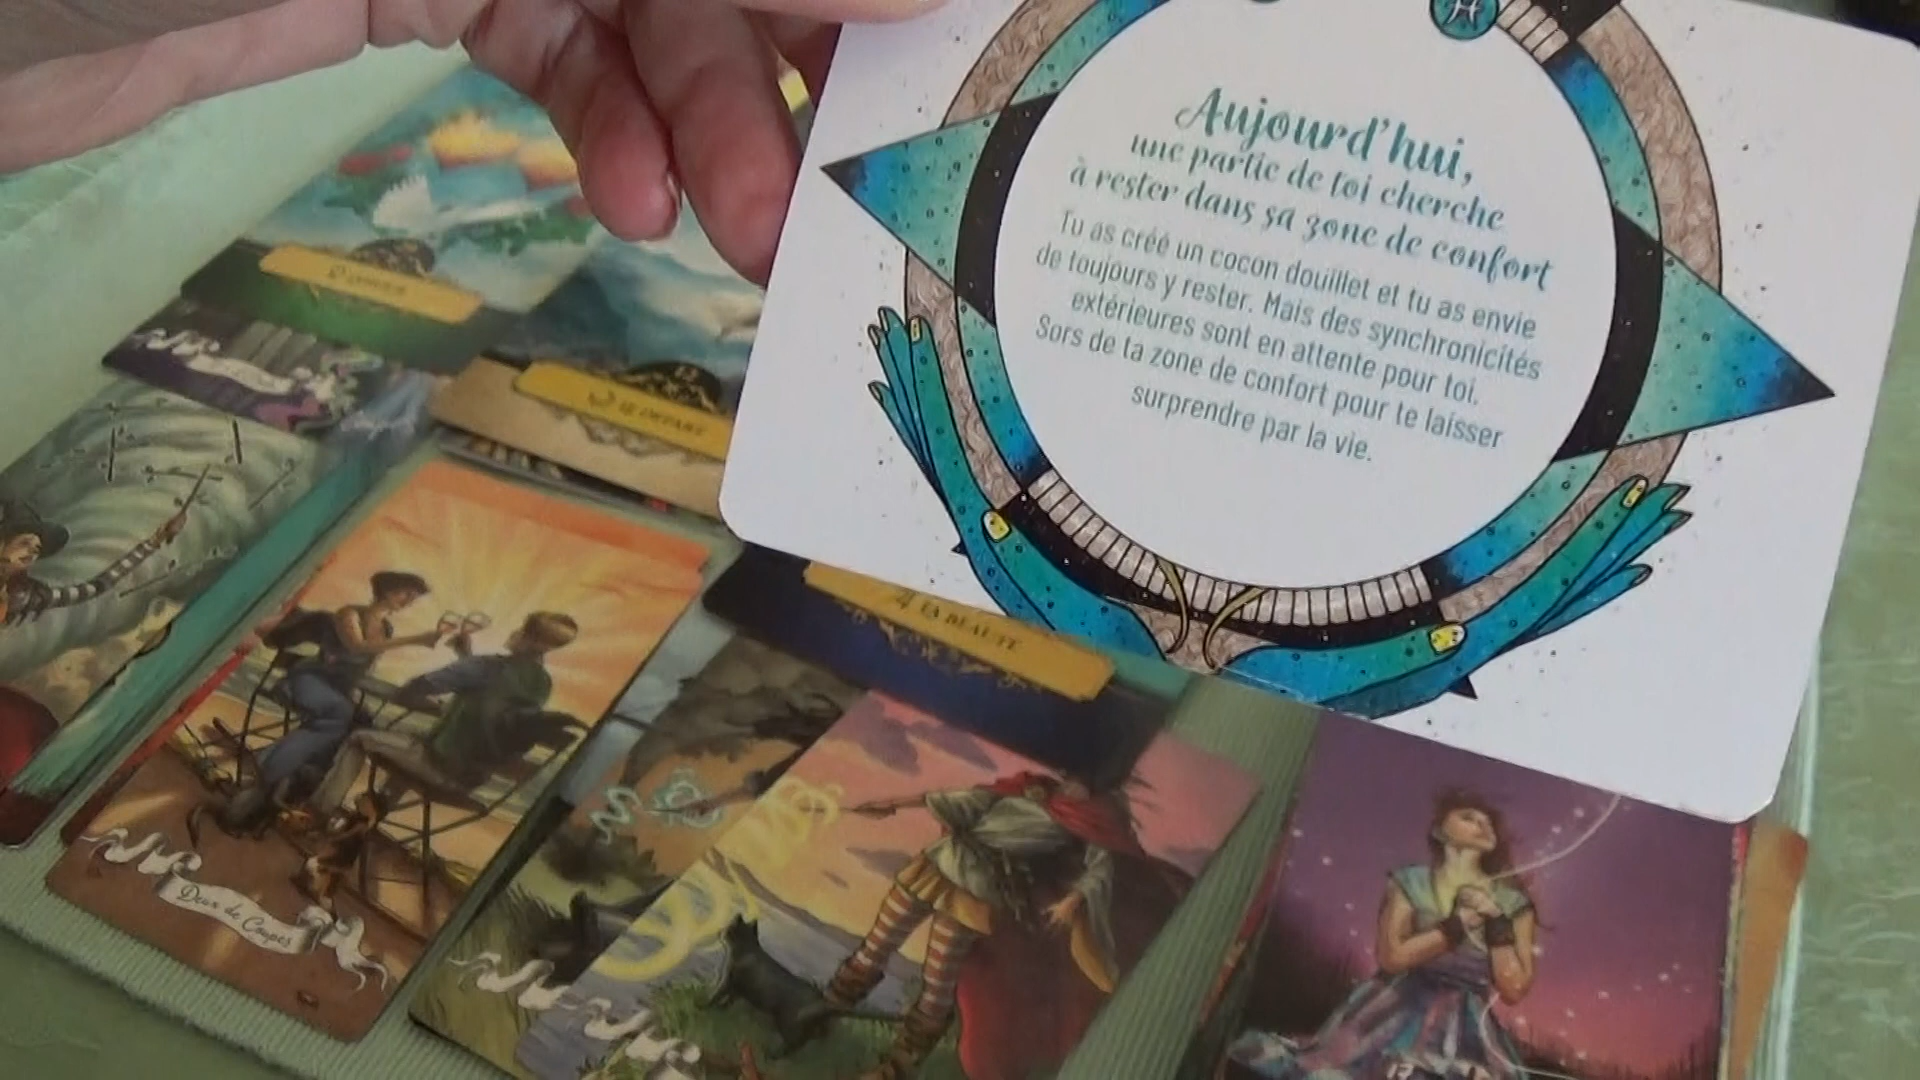 Aujourd'hui,
une partie de toi cherche
à rester dans sa zone de confort
Tu as créé un cocon douillet et tu as envie
de toujours y rester. Mais des synchronicités
extérieures sont en attente pour toi.
Sors de ta zone de confort pour te laisser
surprendre par la vie.
LA BEAUTÉ
Deux de Coupes